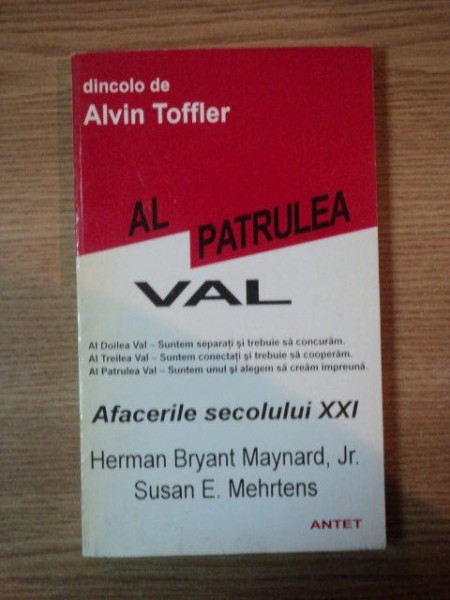 dincolo de
Alvin Toffler
AL PATRULEA
VAL
Al Doilea Val – Suntem separați și trebuie să concurăm.
Al Treilea Val – Suntem conectați și trebuie să cooperăm.
Al Patrulea Val – Suntem unul și alegem să creăm împreună.
Afacerile secolului XXI
Herman Bryant Maynard, Jr.
Susan E. Mehrtens
ANTET